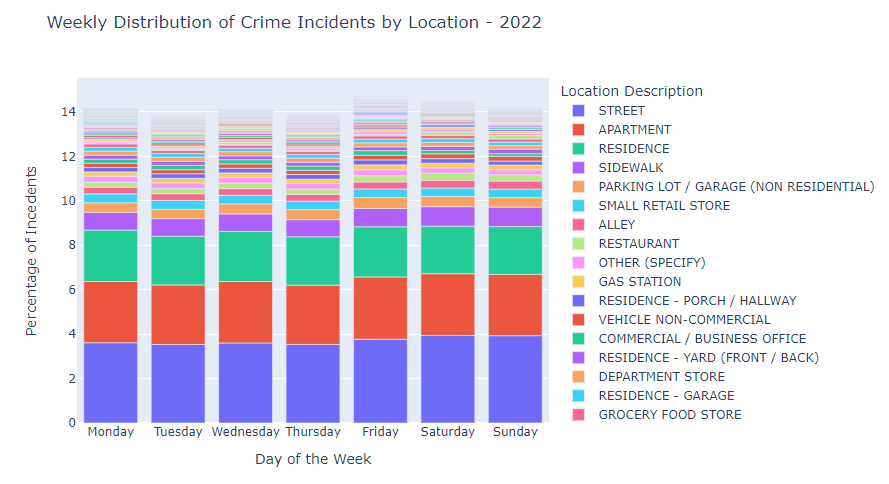 Weekly Distribution of Crime Incidents by Location - 2022
Location Description
STREET
APARTMENT
RESIDENCE
SIDEWALK
PARKING LOT / GARAGE (NON RESIDENTIAL)
SMALL RETAIL STORE
ALLEY
RESTAURANT
OTHER (SPECIFY)
GAS STATION
RESIDENCE - PORCH / HALLWAY
VEHICLE NON-COMMERCIAL
COMMERCIAL / BUSINESS OFFICE
RESIDENCE - YARD (FRONT / BACK)
DEPARTMENT STORE
RESIDENCE - GARAGE
GROCERY FOOD STORE
Percentage of Incedents
14
12
10
8
6
4
2
0
Monday Tuesday Wednesday Thursday Friday Saturday Sunday
Day of the Week